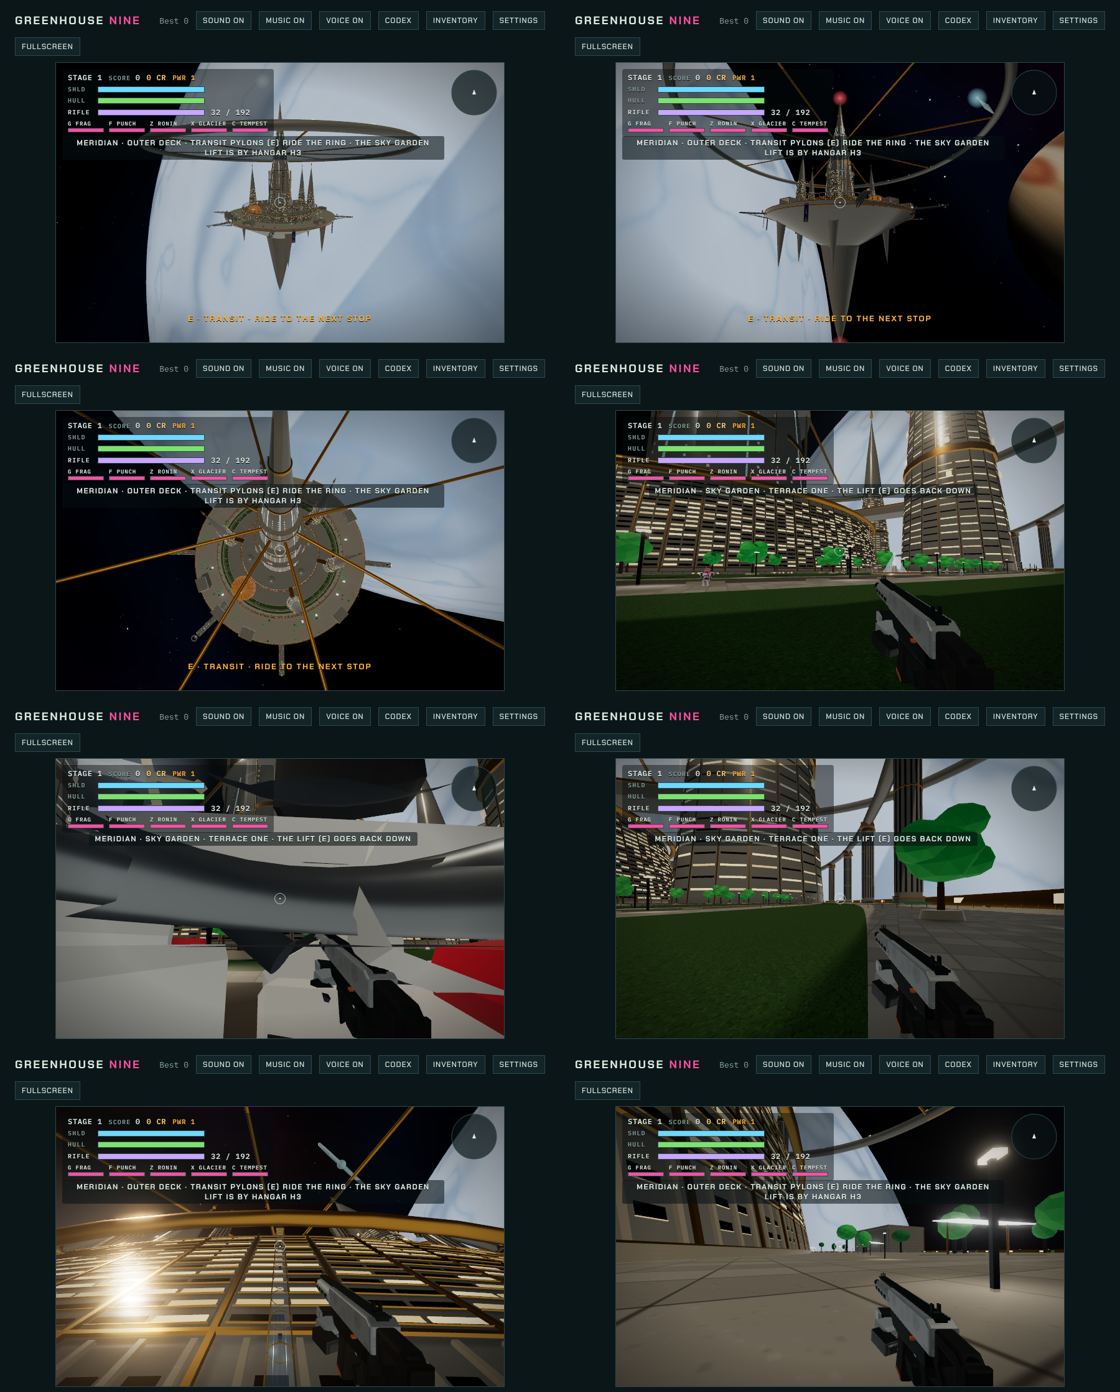 GREENHOUSE NINE Best 0 SOUND ON MUSIC ON VOICE ON CODEX INVENTORY SETTINGS
FULLSCREEN
STAGE 1 SCORE 0 0 CR PWR 1
SHLD
HULL
RIFLE 32 / 192
G FRAG F PUNCH Z RONIN X GLACIER C TEMPEST
MERIDIAN · OUTER DECK · TRANSIT PYLONS (E) RIDE THE RING · THE SKY GARDEN
LIFT IS BY HANGAR H3
E · TRANSIT · RIDE TO THE NEXT STOP
GREENHOUSE NINE Best 0 SOUND ON MUSIC ON VOICE ON CODEX INVENTORY SETTINGS
FULLSCREEN
STAGE 1 SCORE 0 0 CR PWR 1
SHLD
HULL
RIFLE 32 / 192
G FRAG F PUNCH Z RONIN X GLACIER C TEMPEST
MERIDIAN · OUTER DECK · TRANSIT PYLONS (E) RIDE THE RING · THE SKY GARDEN
LIFT IS BY HANGAR H3
E · TRANSIT · RIDE TO THE NEXT STOP
GREENHOUSE NINE Best 0 SOUND ON MUSIC ON VOICE ON CODEX INVENTORY SETTINGS
FULLSCREEN
STAGE 1 SCORE 0 0 CR PWR 1
SHLD
HULL
RIFLE 32 / 192
G FRAG F PUNCH Z RONIN X GLACIER C TEMPEST
MERIDIAN · OUTER DECK · TRANSIT PYLONS (E) RIDE THE RING · THE SKY GARDEN
LIFT IS BY HANGAR H3
E · TRANSIT · RIDE TO THE NEXT STOP
GREENHOUSE NINE Best 0 SOUND ON MUSIC ON VOICE ON CODEX INVENTORY SETTINGS
FULLSCREEN
STAGE 1 SCORE 0 0 CR PWR 1
SHLD
HULL
RIFLE 32 / 192
G FRAG F PUNCH Z RONIN X GLACIER C TEMPEST
MERIDIAN · SKY GARDEN · TERRACE ONE · THE LIFT (E) GOES BACK DOWN
GREENHOUSE NINE Best 0 SOUND ON MUSIC ON VOICE ON CODEX INVENTORY SETTINGS
FULLSCREEN
STAGE 1 SCORE 0 0 CR PWR 1
SHLD
HULL
RIFLE 32 / 192
G FRAG F PUNCH Z RONIN X GLACIER C TEMPEST
MERIDIAN · SKY GARDEN · TERRACE ONE · THE LIFT (E) GOES BACK DOWN
GREENHOUSE NINE Best 0 SOUND ON MUSIC ON VOICE ON CODEX INVENTORY SETTINGS
FULLSCREEN
STAGE 1 SCORE 0 0 CR PWR 1
SHLD
HULL
RIFLE 32 / 192
G FRAG F PUNCH Z RONIN X GLACIER C TEMPEST
MERIDIAN · SKY GARDEN · TERRACE ONE · THE LIFT (E) GOES BACK DOWN
GREENHOUSE NINE Best 0 SOUND ON MUSIC ON VOICE ON CODEX INVENTORY SETTINGS
FULLSCREEN
STAGE 1 SCORE 0 0 CR PWR 1
SHLD
HULL
RIFLE 32 / 192
G FRAG F PUNCH Z RONIN X GLACIER C TEMPEST
MERIDIAN · OUTER DECK · TRANSIT PYLONS (E) RIDE THE RING · THE SKY GARDEN
LIFT IS BY HANGAR H3
GREENHOUSE NINE Best 0 SOUND ON MUSIC ON VOICE ON CODEX INVENTORY SETTINGS
FULLSCREEN
STAGE 1 SCORE 0 0 CR PWR 1
SHLD
HULL
RIFLE 32 / 192
G FRAG F PUNCH Z RONIN X GLACIER C TEMPEST
MERIDIAN · OUTER DECK · TRANSIT PYLONS (E) RIDE THE RING · THE SKY GARDEN
LIFT IS BY HANGAR H3